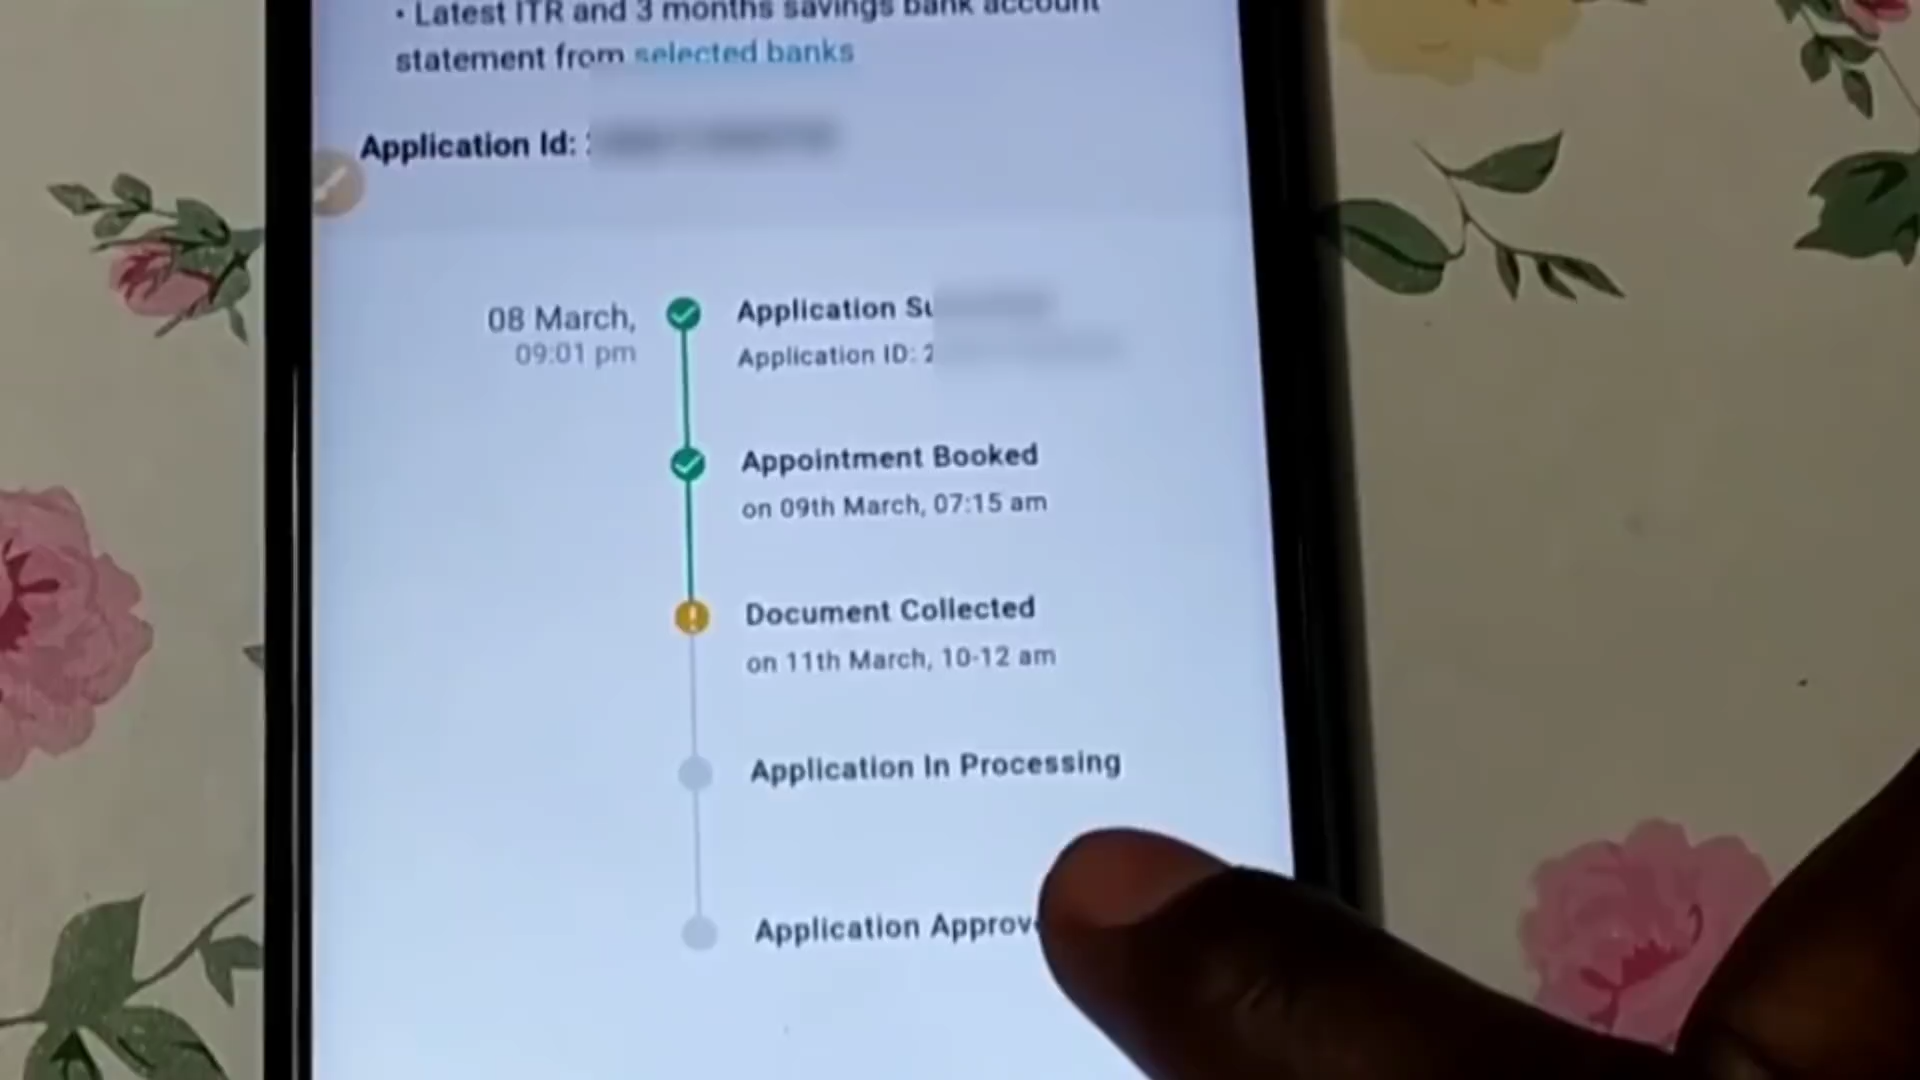 • Latest ITR and 3 months savings bank account
statement from selected banks
Application Id:
08 March,
09:01 pm
Application
Application ID: 2
Appointment Booked
on 09th March, 07:15 am
Document Collected
on 11th March, 10-12 am
Application In Processing
Application